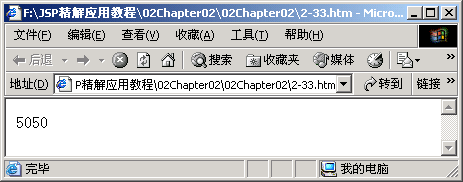 F:\JSP精解应用教程\02Chapter02\02Chapter02\2-33.htm - Micro...
文件(F) 编辑(E) 查看(V) 收藏(A) 工具(T) 帮助(H)
后退 搜索 收藏夹 媒体
地址(D) P精解应用教程\02Chapter02\02Chapter02\2-33.htm 转到 链接 »
5050
完毕 我的电脑